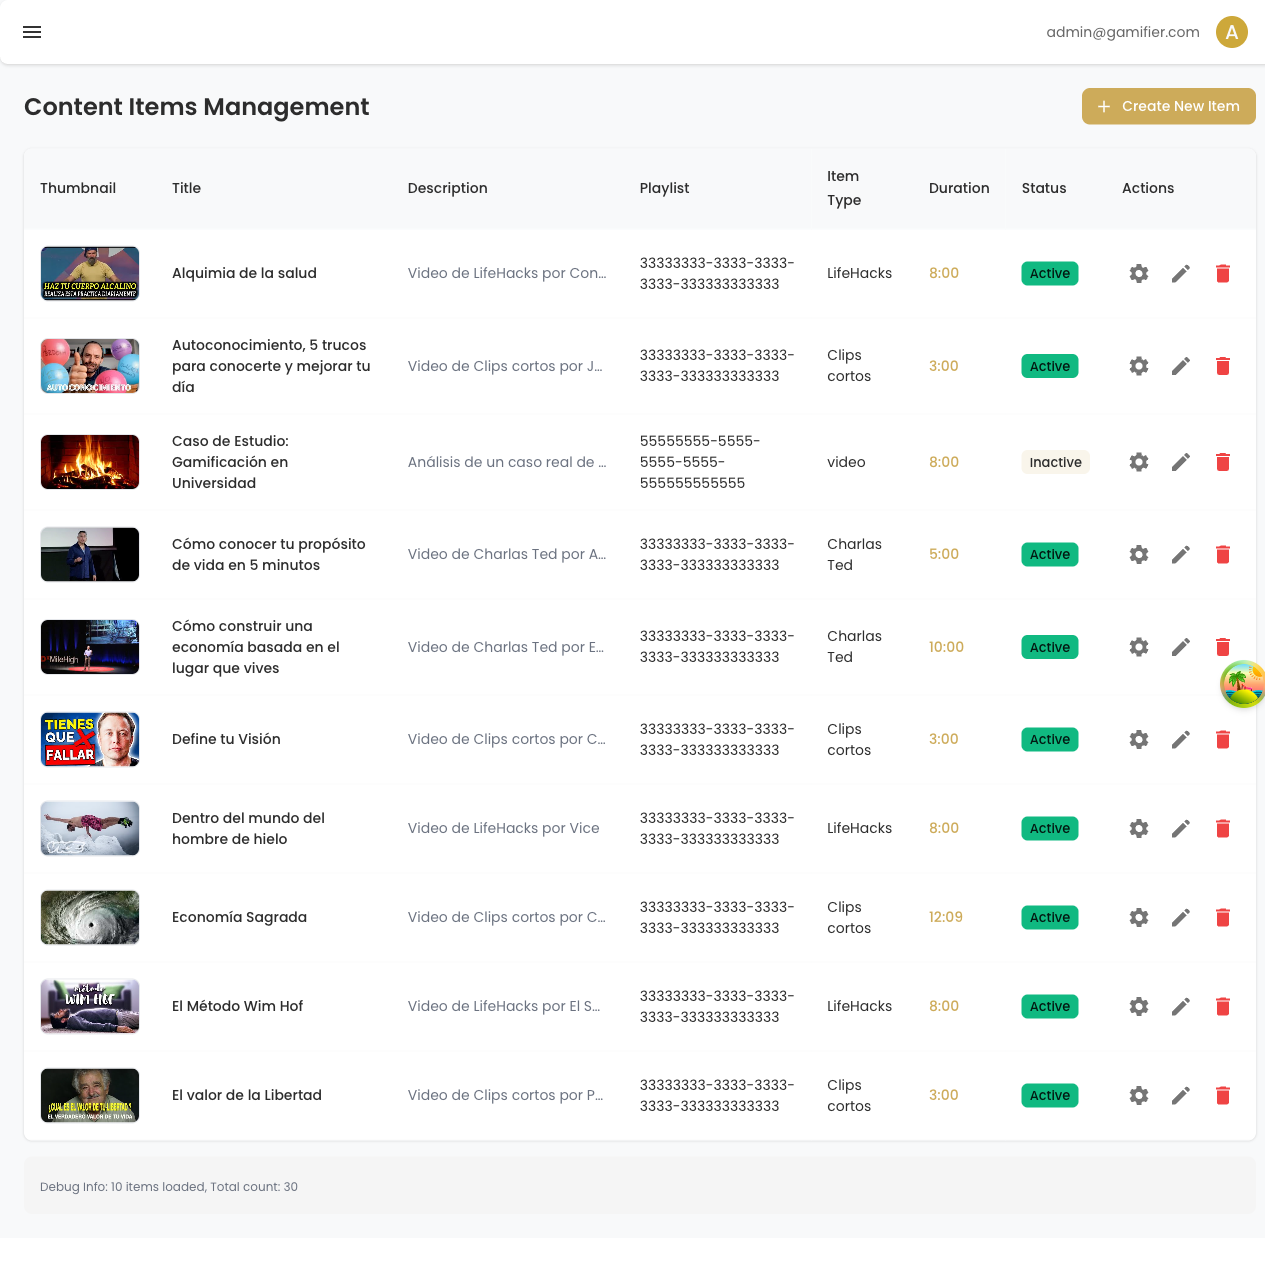 admin@gamifier.com
A
Content Items Management
+ Create New Item
Thumbnail Title Description Playlist Item Type Duration Status Actions
HAZ TU CUERPO ALCALINO
REALIZA ESTA PRACTICA DIARIAMENTE
Alquimia de la salud
Video de LifeHacks por Con...
33333333-3333-3333-
3333-333333333333
LifeHacks
8:00
Active
AUTOCONOCIMIENTO
Autoconocimiento, 5 trucos
para conocerte y mejorar tu
día
Video de Clips cortos por J...
33333333-3333-3333-
3333-333333333333
Clips
cortos
3:00
Active
Caso de Estudio:
Gamificación en
Universidad
Análisis de un caso real de ...
55555555-5555-
5555-5555-
555555555555
video
8:00
Inactive
Cómo conocer tu propósito
de vida en 5 minutos
Video de Charlas Ted por A...
33333333-3333-3333-
3333-333333333333
Charlas
Ted
5:00
Active
MileHigh
Cómo construir una
economía basada en el
lugar que vives
Video de Charlas Ted por E...
33333333-3333-3333-
3333-333333333333
Charlas
Ted
10:00
Active
TIENES
QUE
FALLAR
Define tu Visión
Video de Clips cortos por C...
33333333-3333-3333-
3333-333333333333
Clips
cortos
3:00
Active
Dentro del mundo del
hombre de hielo
Video de LifeHacks por Vice
33333333-3333-3333-
3333-333333333333
LifeHacks
8:00
Active
Economía Sagrada
Video de Clips cortos por C...
33333333-3333-3333-
3333-333333333333
Clips
cortos
12:09
Active
Método
WIM HOF
El Método Wim Hof
Video de LifeHacks por El S...
33333333-3333-3333-
3333-333333333333
LifeHacks
8:00
Active
¿CUAL ES EL VALOR DE TU LIBERTAD?
EL VERDADERO VALOR DE TU VIDA
El valor de la Libertad
Video de Clips cortos por P...
33333333-3333-3333-
3333-333333333333
Clips
cortos
3:00
Active
Debug Info: 10 items loaded, Total count: 30